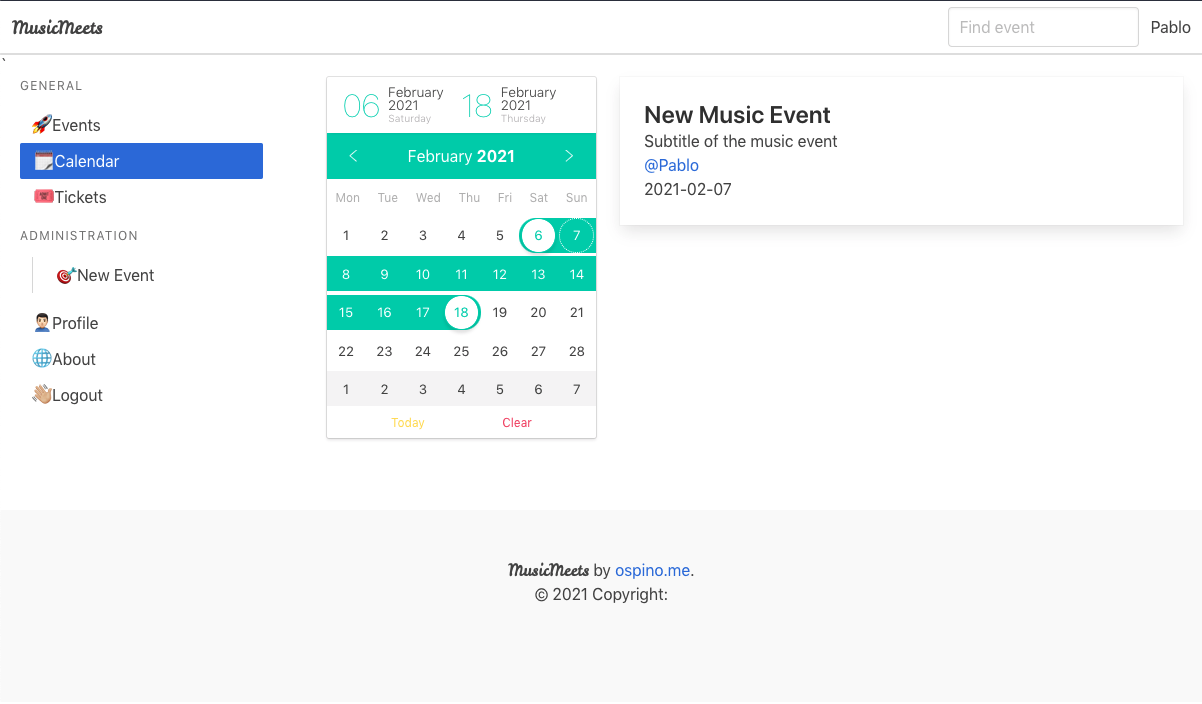 MusicMeets
Find event
Pablo
`
GENERAL
Events
Calendar
Tickets
ADMINISTRATION
New Event
Profile
About
Logout
06 February 2021 Saturday
18 February 2021 Thursday
February 2021
Mon Tue Wed Thu Fri Sat Sun
1 2 3 4 5 6 7
8 9 10 11 12 13 14
15 16 17 18 19 20 21
22 23 24 25 26 27 28
1 2 3 4 5 6 7
Today Clear
New Music Event
Subtitle of the music event
@Pablo
2021-02-07
MusicMeets by ospino.me.
© 2021 Copyright: